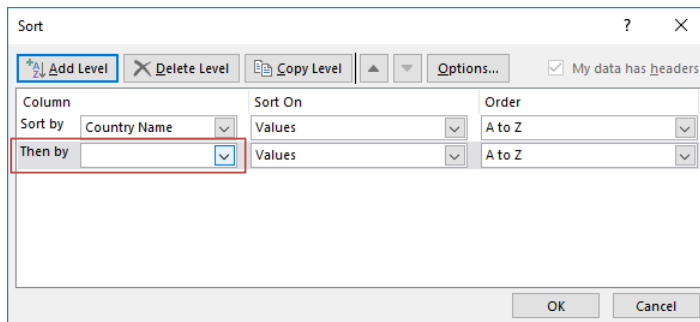 Sort ? X
Add Level Delete Level Copy Level Options... My data has headers
Column Sort On Order
Sort by Country Name Values A to Z
Then by Values A to Z
OK Cancel